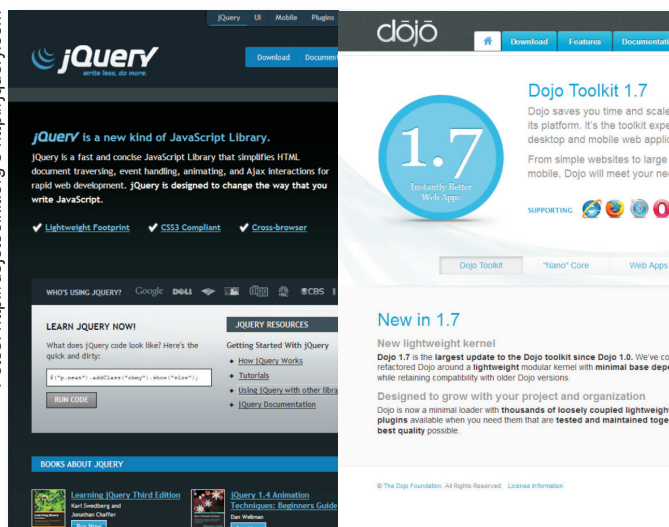 jQuery UI Mobile Plugins
jQuery
write less, do more.
Download
jQuery is a new kind of JavaScript Library.
jQuery is a fast and concise JavaScript Library that simplifies HTML
document traversing, event handling, animating, and Ajax interactions for
rapid web development. jQuery is designed to change the way that you
write JavaScript.
Lightweight Footprint CSS3 Compliant Cross-browser
WHO'S USING JQUERY? Google DELL NBC CBS
LEARN JQUERY NOW!
What does jQuery code look like? Here's the
quick and dirty:
$("p.neat").addClass("ohmy").show("slow");
RUN CODE
JQUERY RESOURCES
Getting Started With jQuery
How jQuery Works
Tutorials
Using jQuery with other libra
jQuery Documentation
BOOKS ABOUT JQUERY
Learning jQuery Third Edition
Karl Swedberg and
Jonathan Chaffer
Buy Now
jQuery 1.4 Animation
Techniques: Beginners Guide
Dan Wellman
dōjō
Download Features Documentati
Dojo Toolkit 1.7
Dojo saves you time and scale
its platform. It's the toolkit expe
desktop and mobile web applic
From simple websites to large
mobile, Dojo will meet your nee
1.7
Instantly Better
Web Apps
SUPPORTING
Dojo Toolkit "Nano" Core Web Apps
New in 1.7
New lightweight kernel
Dojo 1.7 is the largest update to the Dojo toolkit since Dojo 1.0. We've co
refactored Dojo around a lightweight modular kernel with minimal base depe
while retaining compatibility with older Dojo versions.
Designed to grow with your project and organization
Dojo is now a minimal loader with thousands of loosely coupled lightweight
plugins available when you need them that are tested and maintained toge
best quality possible.
© The Dojo Foundation, All Rights Reserved. License Information